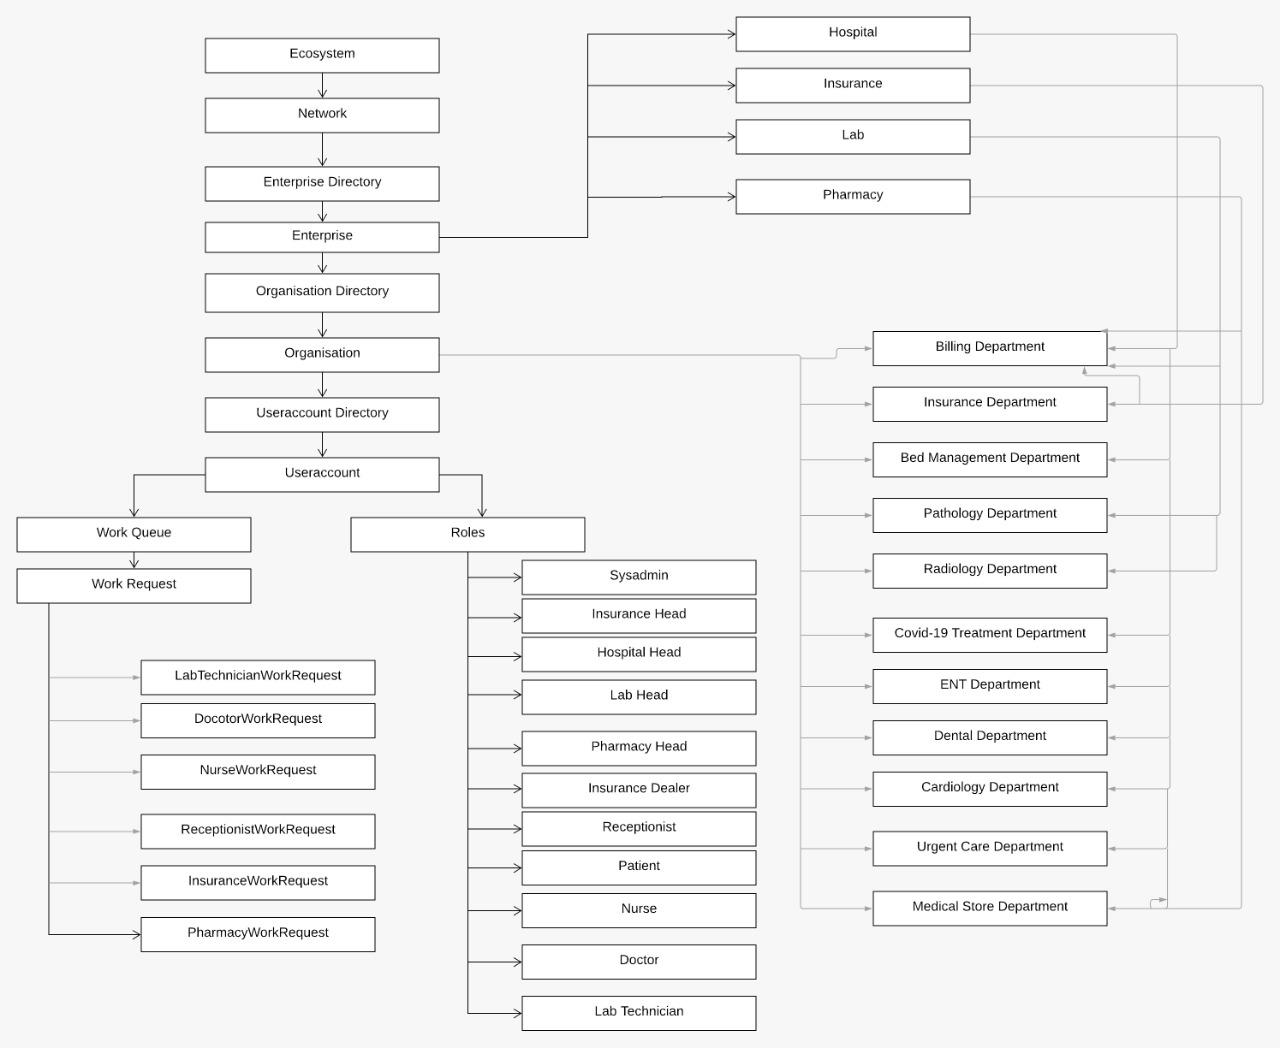 Ecosystem
Network
Enterprise Directory
Enterprise
Organisation Directory
Organisation
Useraccount Directory
Useraccount
Work Queue
Work Request
LabTechnicianWorkRequest
DocotorWorkRequest
NurseWorkRequest
ReceptionistWorkRequest
InsuranceWorkRequest
PharmacyWorkRequest
Roles
Sysadmin
Insurance Head
Hospital Head
Lab Head
Pharmacy Head
Insurance Dealer
Receptionist
Patient
Nurse
Doctor
Lab Technician
Hospital
Insurance
Lab
Pharmacy
Billing Department
Insurance Department
Bed Management Department
Pathology Department
Radiology Department
Covid-19 Treatment Department
ENT Department
Dental Department
Cardiology Department
Urgent Care Department
Medical Store Department